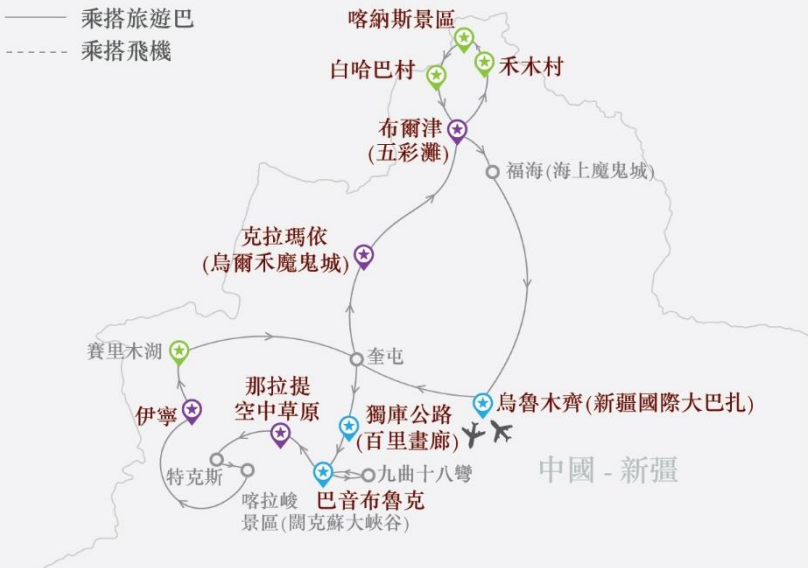 乘搭旅遊巴
乘搭飛機
喀納斯景區
白哈巴村
禾木村
布爾津
(五彩灘)
福海(海上魔鬼城)
克拉瑪依
(烏爾禾魔鬼城)
賽里木湖
奎屯
伊寧
那拉提
空中草原
獨庫公路
(百里畫廊)
烏魯木齊(新疆國際大巴扎)
特克斯
九曲十八彎
中國 - 新疆
喀拉峻
景區(闊克蘇大峽谷)
巴音布魯克